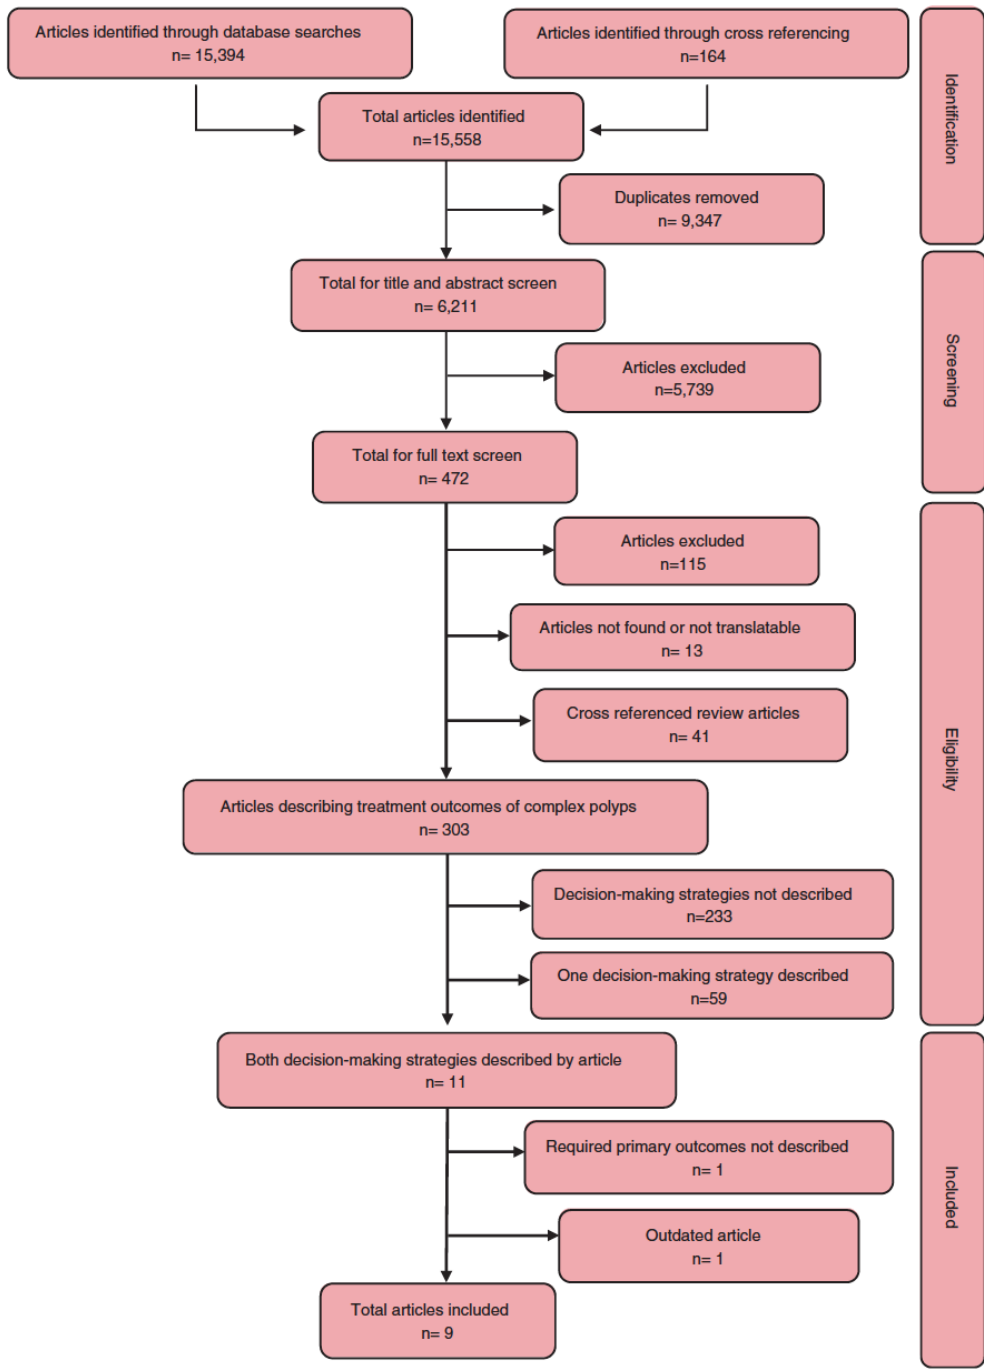 Articles identified through database searches
n= 15,394
Articles identified through cross referencing
n=164
Identification
Total articles identified
n=15,558
Duplicates removed
n= 9,347
Total for title and abstract screen
n= 6,211
Screening
Articles excluded
n=5,739
Total for full text screen
n= 472
Articles excluded
n=115
Articles not found or not translatable
n= 13
Cross referenced review articles
n= 41
Eligibility
Articles describing treatment outcomes of complex polyps
n= 303
Decision-making strategies not described
n=233
One decision-making strategy described
n=59
Both decision-making strategies described by article
n= 11
Required primary outcomes not described
n= 1
Included
Outdated article
n= 1
Total articles included
n= 9